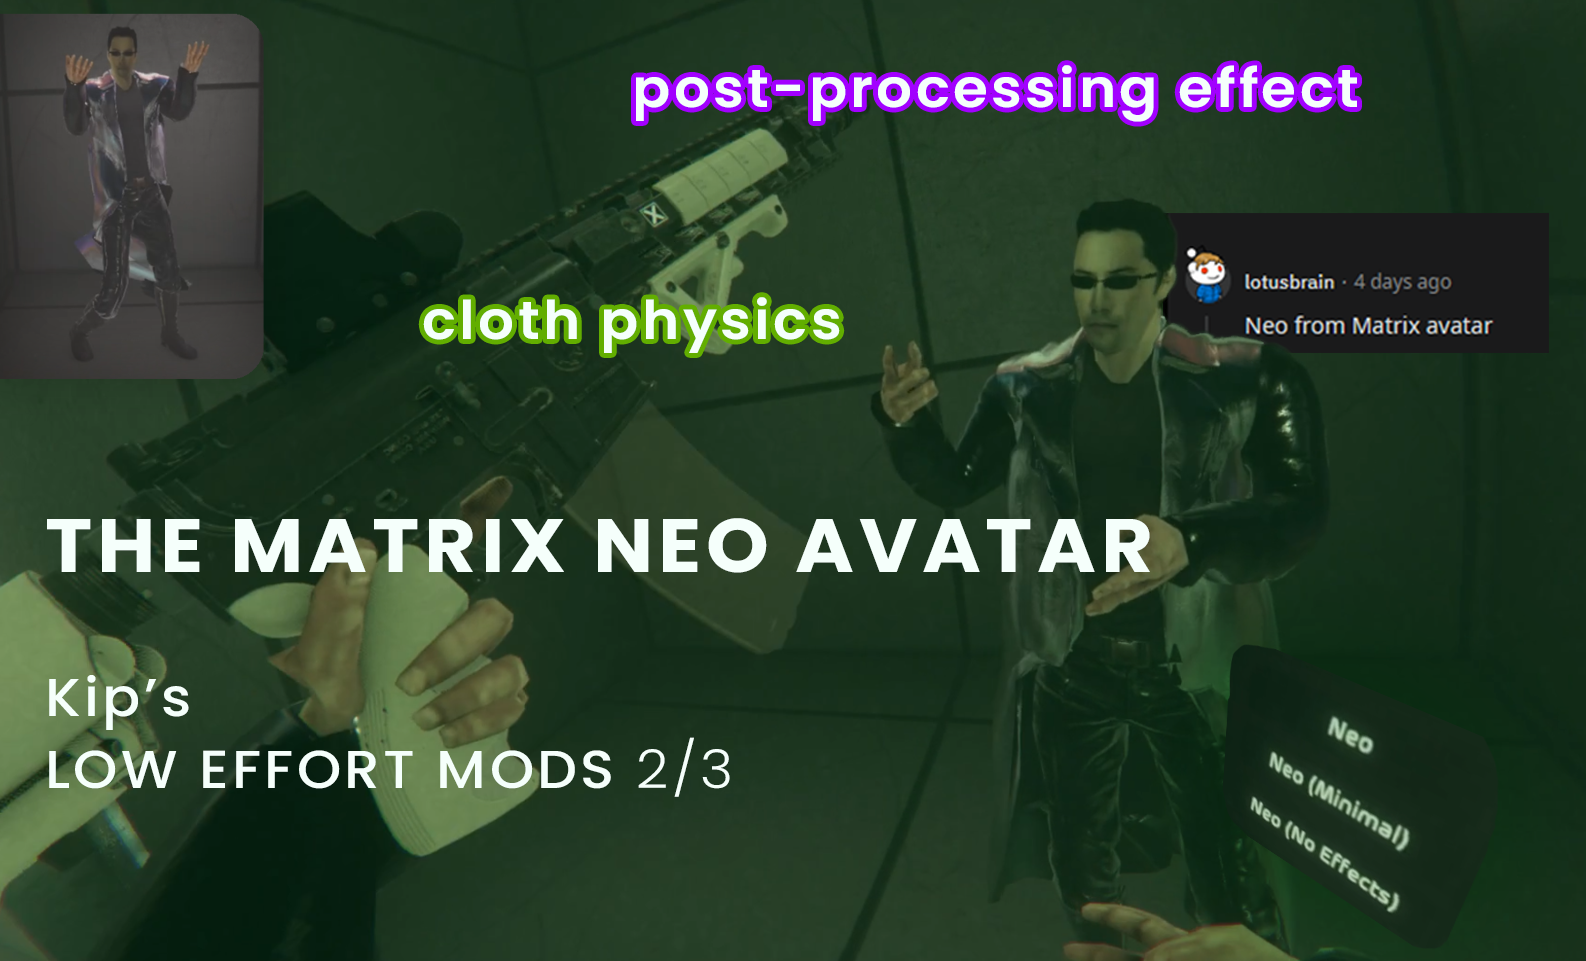 post-processing effect
lotusbrain · 4 days ago
Neo from Matrix avatar
cloth physics
THE MATRIX NEO AVATAR
Kip’s
LOW EFFORT MODS 2/3
Neo
Neo (Minimal)
Neo (No Effects)